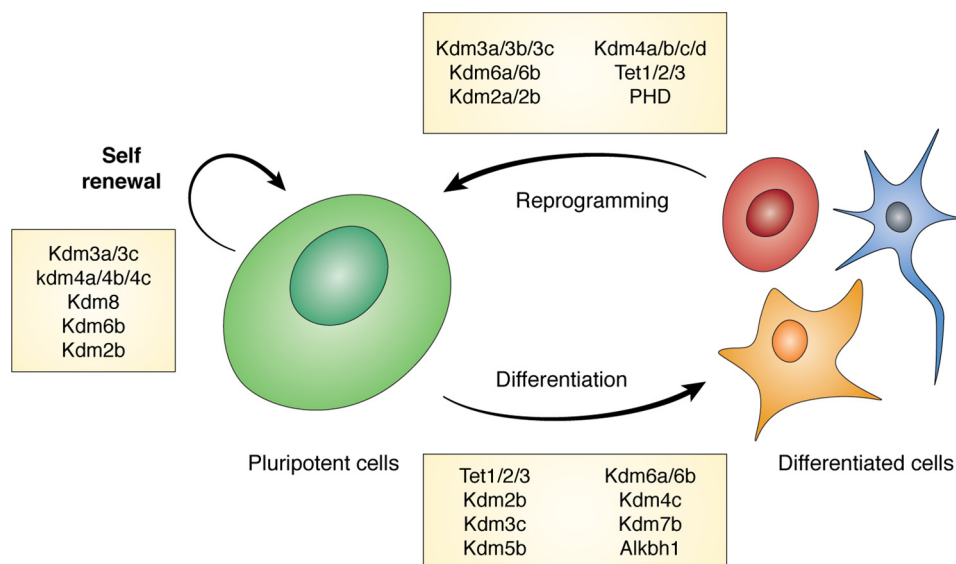 Kdm3a/3b/3c Kdm4a/b/c/d
Kdm6a/6b Tet1/2/3
Kdm2a/2b PHD
Self
renewal
Reprogramming
Kdm3a/3c
kdm4a/4b/4c
Kdm8
Kdm6b
Kdm2b
Differentiation
Pluripotent cells
Differentiated cells
Tet1/2/3 Kdm6a/6b
Kdm2b Kdm4c
Kdm3c Kdm7b
Kdm5b Alkbh1